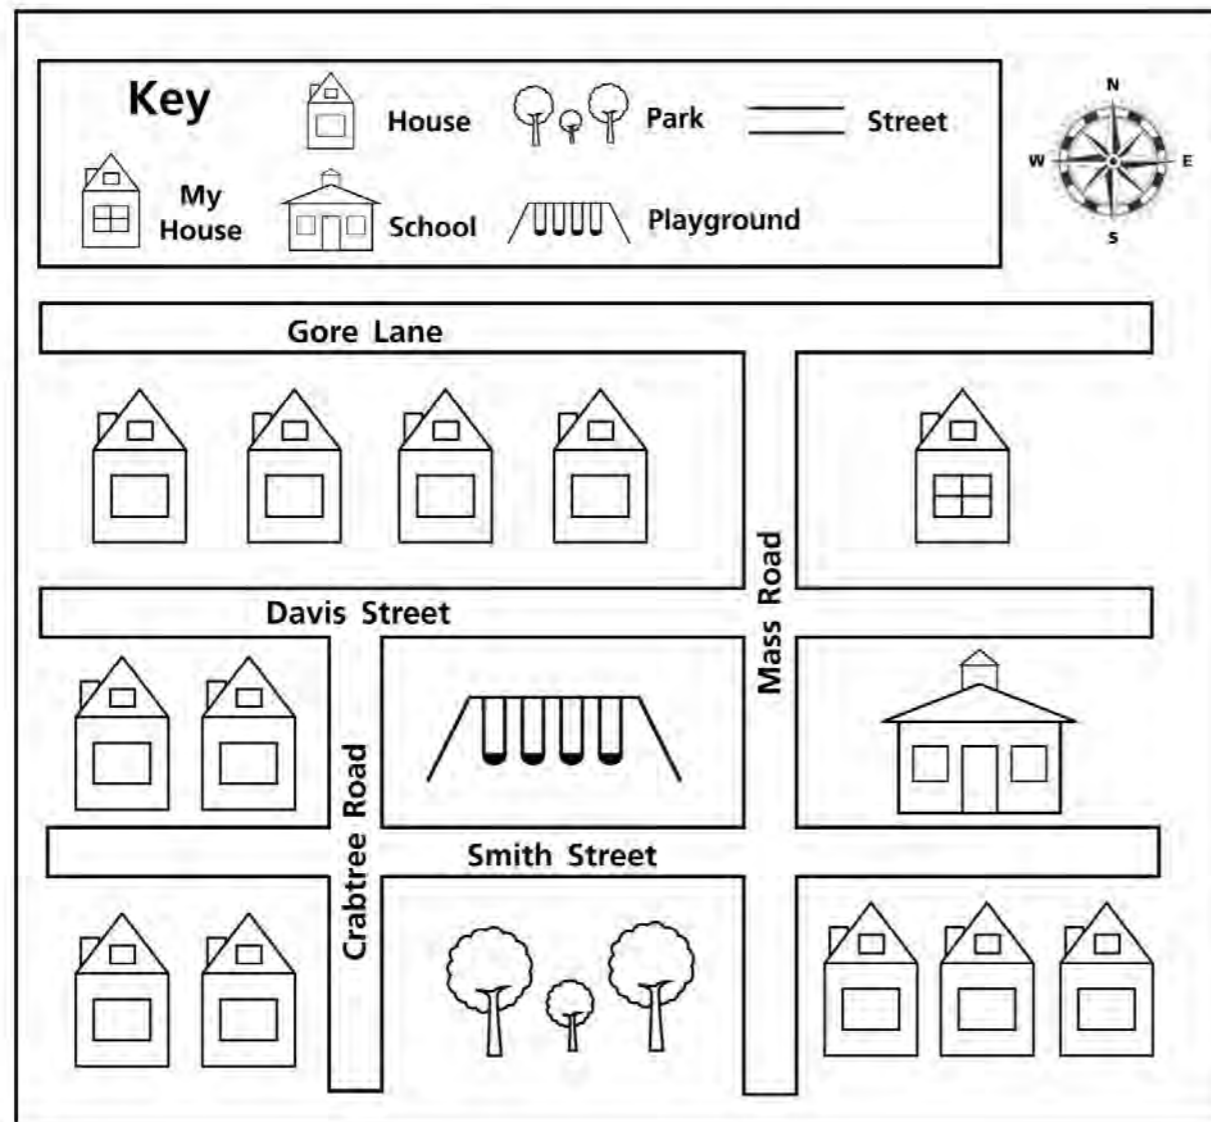 Key
House
Park
Street
My
House
School
Playground
N
W
E
S
Gore Lane
Mass Road
Davis Street
Crabtree Road
Smith Street